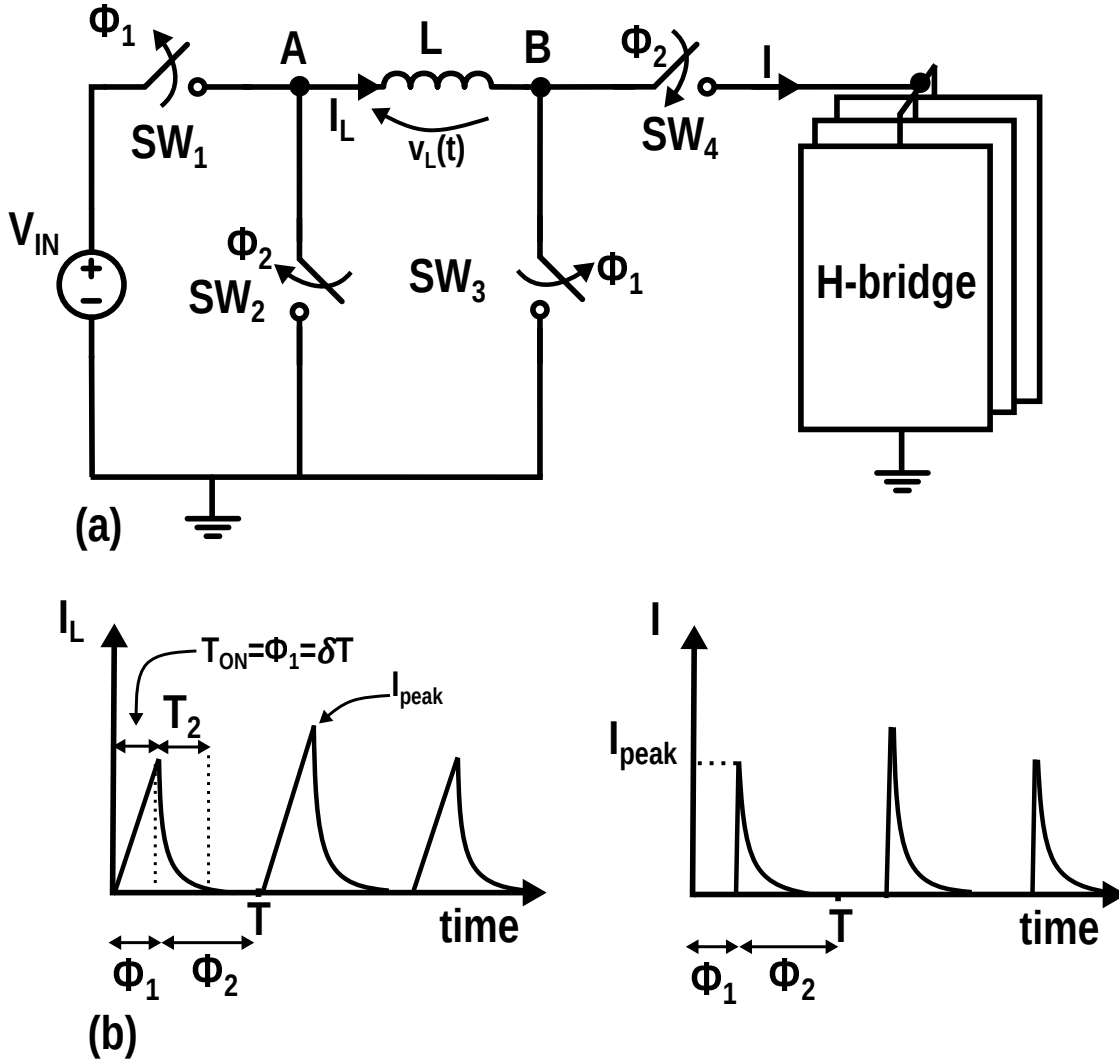 Φ1
A
L
B
Φ2
I
SW1
IL
vL(t)
SW4
VIN
Φ2
SW2
SW3
Φ1
H-bridge
(a)
IL
TON=Φ1=δT
Ipeak
T2
T
time
Φ1
Φ2
I
Ipeak
T
time
Φ1
Φ2
(b)